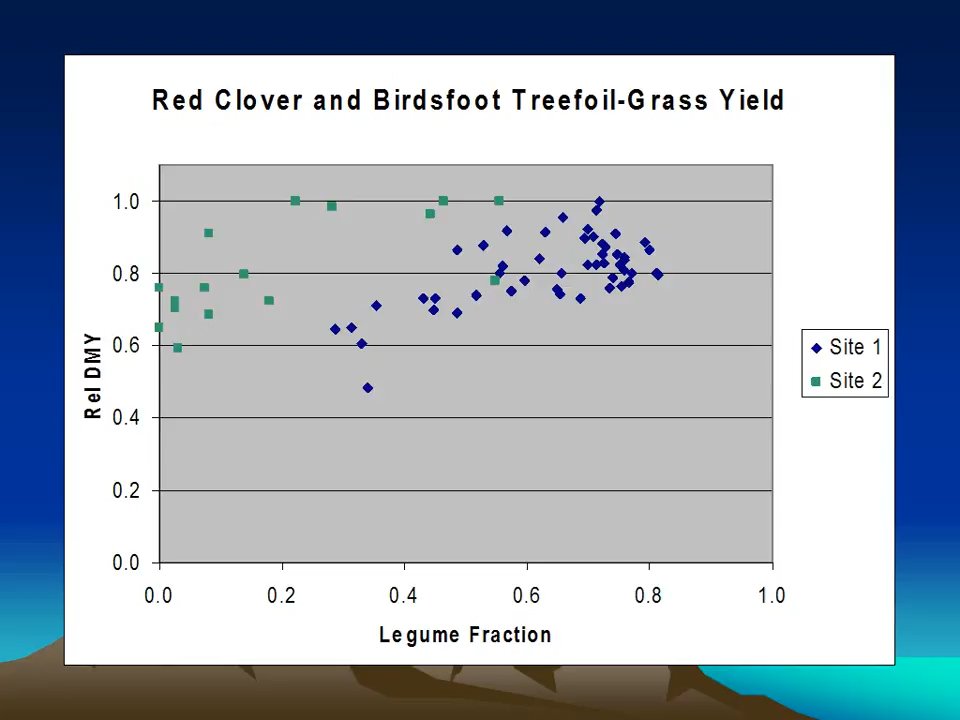 Red Clover and Birdsfoot Treefoil-Grass Yield
1.0
0.8
0.6
0.4
0.2
0.0
Rel DMY
0.0 0.2 0.4 0.6 0.8 1.0
Legume Fraction
Site 1
Site 2